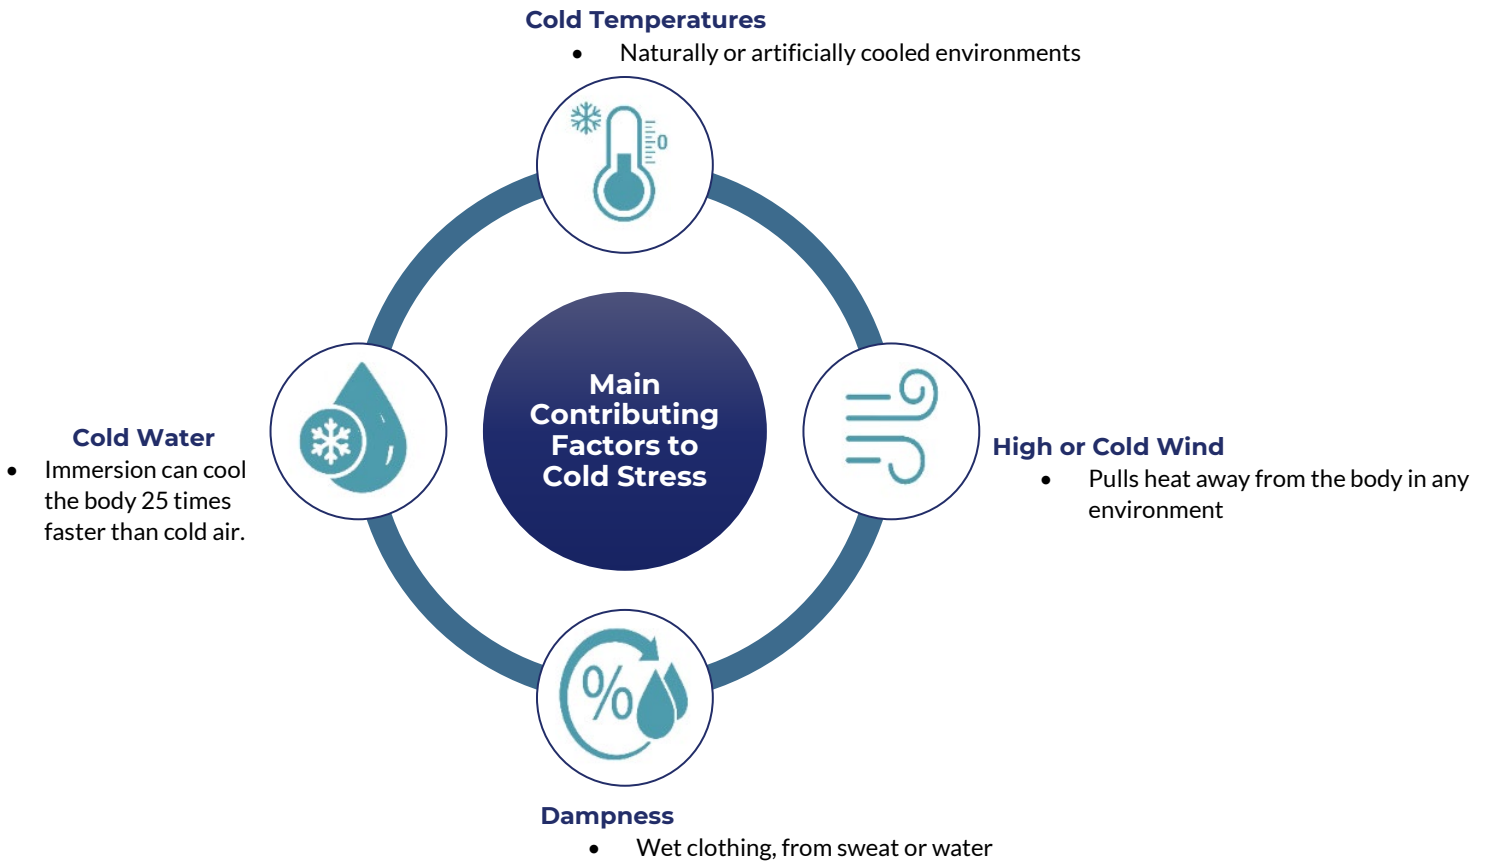 Cold Temperatures
• Naturally or artificially cooled environments
0
Main
Contributing
Factors to
Cold Stress
Cold Water
• Immersion can cool
the body 25 times
faster than cold air.
High or Cold Wind
• Pulls heat away from the body in any
environment
%
Dampness
• Wet clothing, from sweat or water